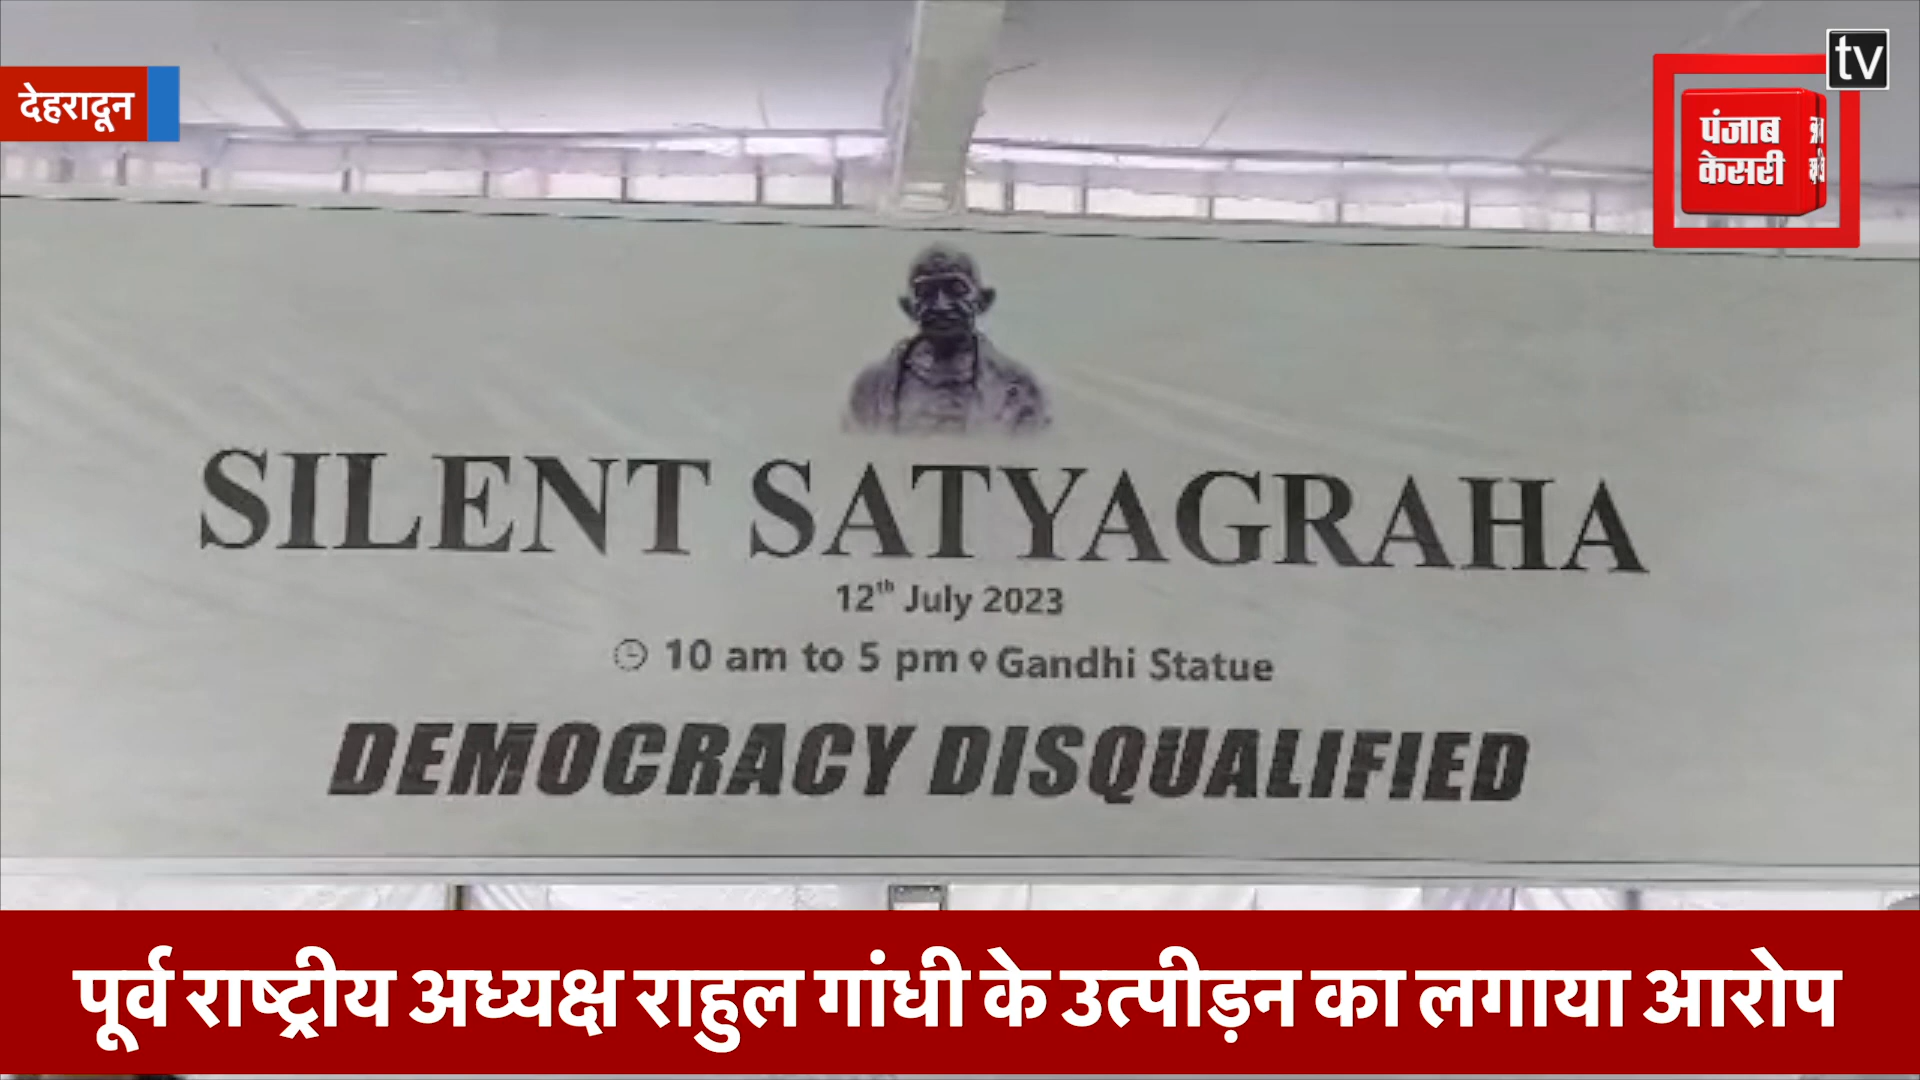 देहरादून
tv
पंजाब
केसरी
SILENT SATYAGRAHA
12th July 2023
10 am to 5 pm Gandhi Statue
DEMOCRACY DISQUALIFIED
पूर्व राष्ट्रीय अध्यक्ष राहुल गांधी के उत्पीड़न का लगाया आरोप